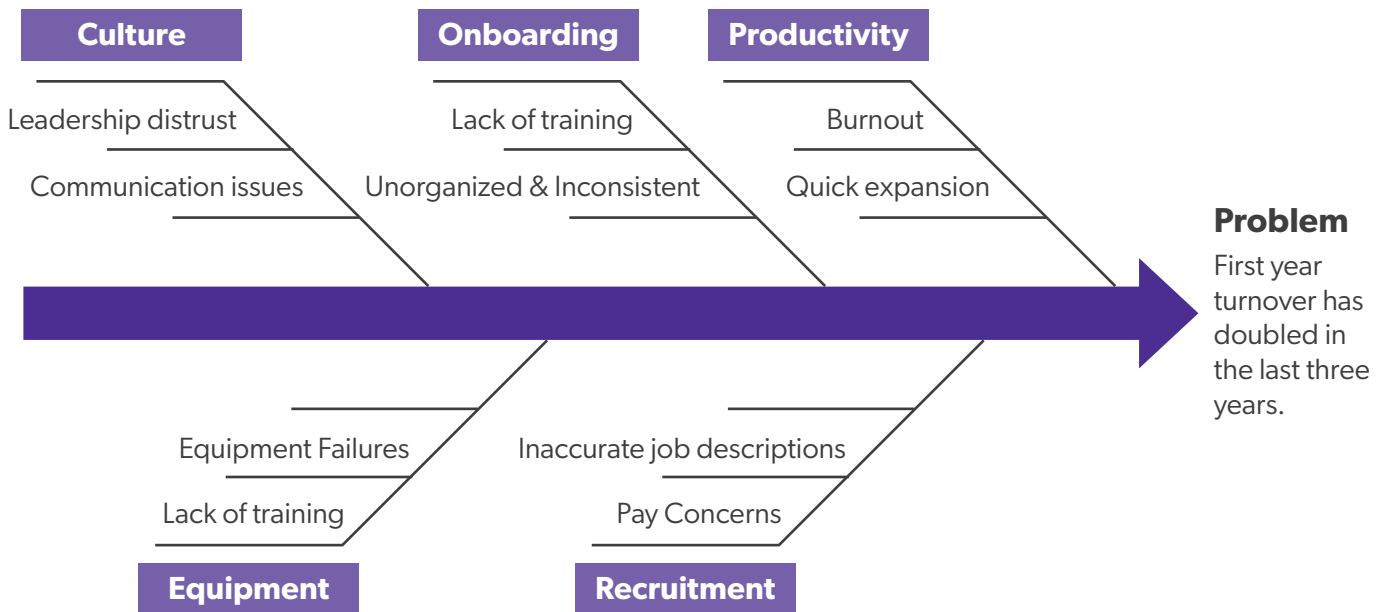 Culture
Onboarding
Productivity
Leadership distrust
Lack of training
Burnout
Communication issues
Unorganized & Inconsistent
Quick expansion
Problem
First year
turnover has
doubled in
the last three
years.
Equipment Failures
Inaccurate job descriptions
Lack of training
Pay Concerns
Equipment
Recruitment